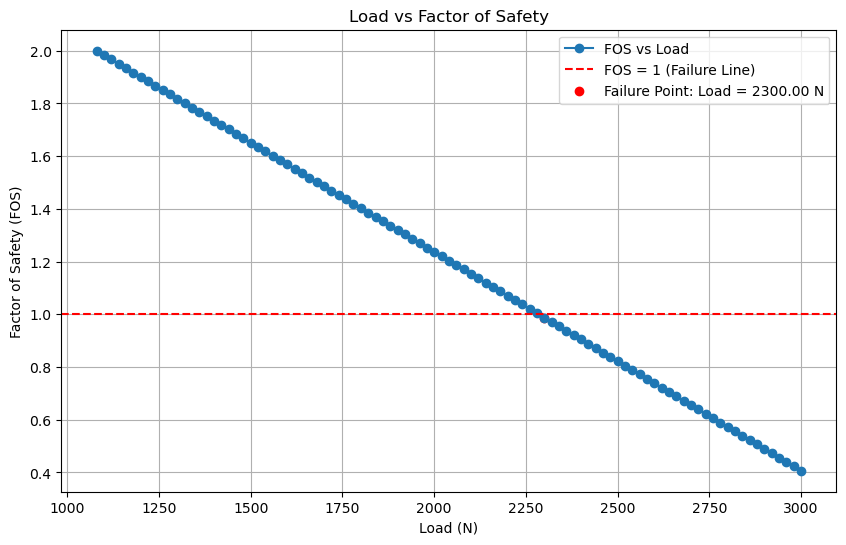 Load vs Factor of Safety
FOS vs Load
FOS = 1 (Failure Line)
Failure Point: Load = 2300.00 N
Factor of Safety (FOS)
2.0
1.8
1.6
1.4
1.2
1.0
0.8
0.6
0.4
1000 1250 1500 1750 2000 2250 2500 2750 3000
Load (N)